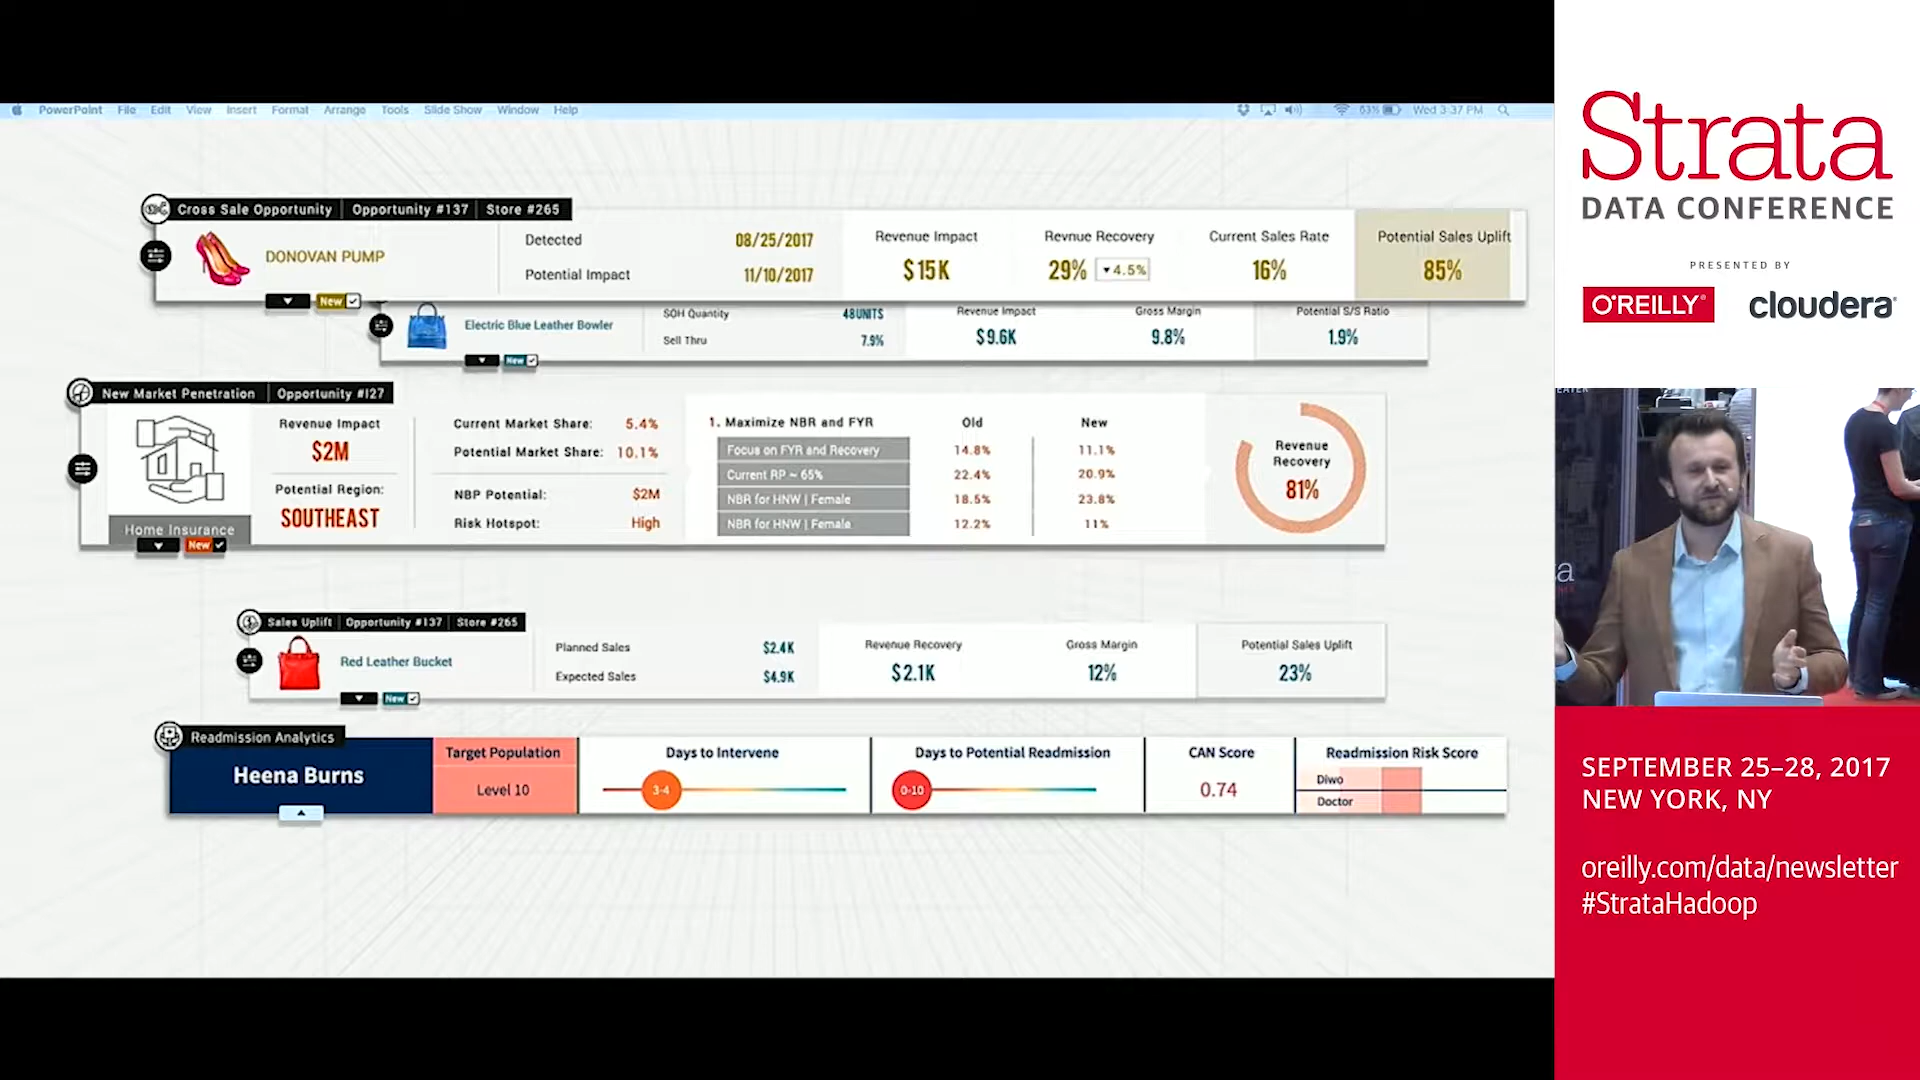 PowerPoint File Edit View Insert Format Arrange Tools Slide Show Window Help 63% Wed 3:37 PM
Cross Sale Opportunity Opportunity #137 Store #265
DONOVAN PUMP
Detected 08/25/2017
Potential Impact 11/10/2017
Revenue Impact
$15K
Revnue Recovery
29% ▾4.5%
Current Sales Rate
16%
Potential Sales Uplift
85%
New
Electric Blue Leather Bowler
SOH Quantity 48UNITS
Sell Thru 7.9%
Revenue Impact
$9.6K
Gross Margin
9.8%
Potential S/S Ratio
1.9%
New
New Market Penetration Opportunity #127
Home Insurance
New
Revenue Impact
$2M
Potential Region:
SOUTHEAST
Current Market Share: 5.4%
Potential Market Share: 10.1%
NBP Potential: $2M
Risk Hotspot: High
1. Maximize NBR and FYR Old New
Focus on FYR and Recovery 14.8% 11.1%
Current RP ~ 65% 22.4% 20.9%
NBR for HNW | Female 18.5% 23.8%
NBR for HNW | Female 12.2% 11%
Revenue
Recovery
81%
Sales Uplift Opportunity #137 Store #265
Red Leather Bucket
New
Planned Sales $2.4K
Expected Sales $4.9K
Revenue Recovery
$2.1K
Gross Margin
12%
Potential Sales Uplift
23%
Readmission Analytics
Heena Burns
Target Population
Level 10
Days to Intervene
3-4
Days to Potential Readmission
0-10
CAN Score
0.74
Readmission Risk Score
Diwo
Doctor
Strata
DATA CONFERENCE
PRESENTED BY
O'REILLY® cloudera®
SEPTEMBER 25–28, 2017
NEW YORK, NY
oreilly.com/data/newsletter
#StrataHadoop